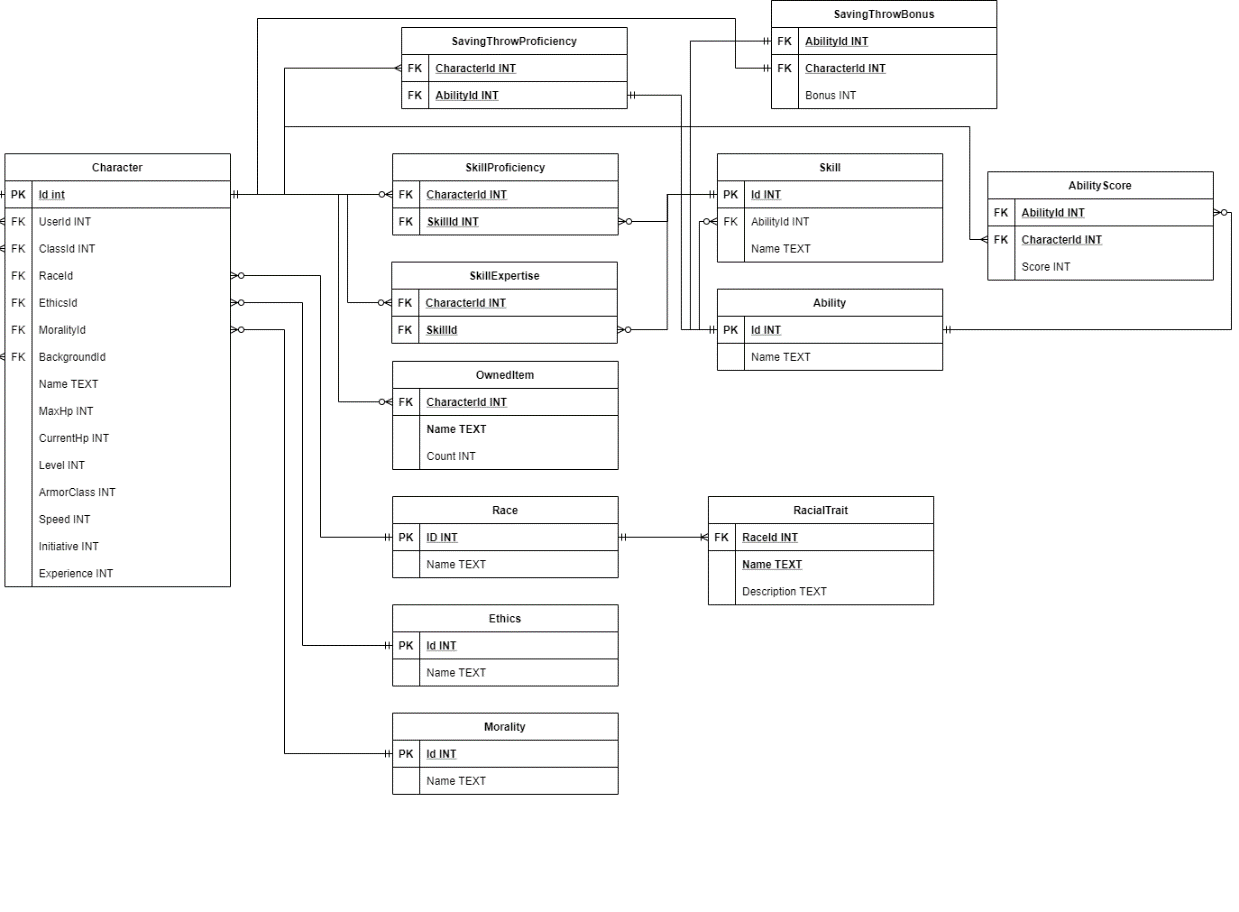 SavingThrowBonus
FK AbilityId INT
FK CharacterId INT
Bonus INT
SavingThrowProficiency
FK CharacterId INT
FK AbilityId INT
Character
PK Id int
FK UserId INT
FK ClassId INT
FK RaceId
FK EthicsId
FK MoralityId
FK BackgroundId
Name TEXT
MaxHp INT
CurrentHp INT
Level INT
ArmorClass INT
Speed INT
Initiative INT
Experience INT
SkillProficiency
FK CharacterId INT
FK SkillId INT
Skill
PK Id INT
FK AbilityId INT
Name TEXT
AbilityScore
FK AbilityId INT
FK CharacterId INT
Score INT
SkillExpertise
FK CharacterId INT
FK SkillId
Ability
PK Id INT
Name TEXT
OwnedItem
FK CharacterId INT
Name TEXT
Count INT
Race
PK ID INT
Name TEXT
RacialTrait
FK RaceId INT
Name TEXT
Description TEXT
Ethics
PK Id INT
Name TEXT
Morality
PK Id INT
Name TEXT